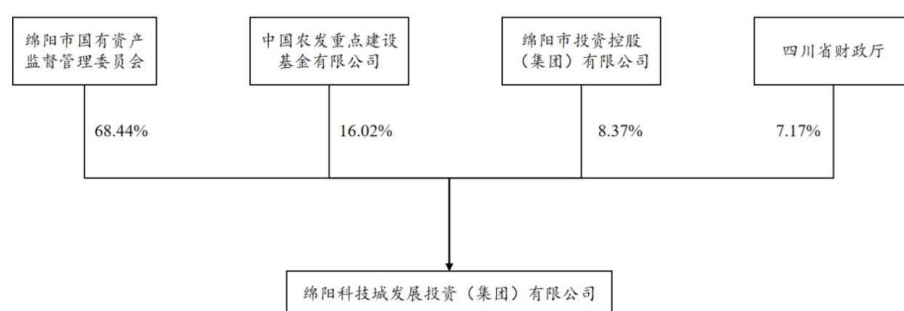 绵阳市国有资产
监督管理委员会
中国农发重点建设
基金有限公司
绵阳市投资控股
（集团）有限公司
四川省财政厅
68.44%
16.02%
8.37%
7.17%
绵阳科技城发展投资（集团）有限公司